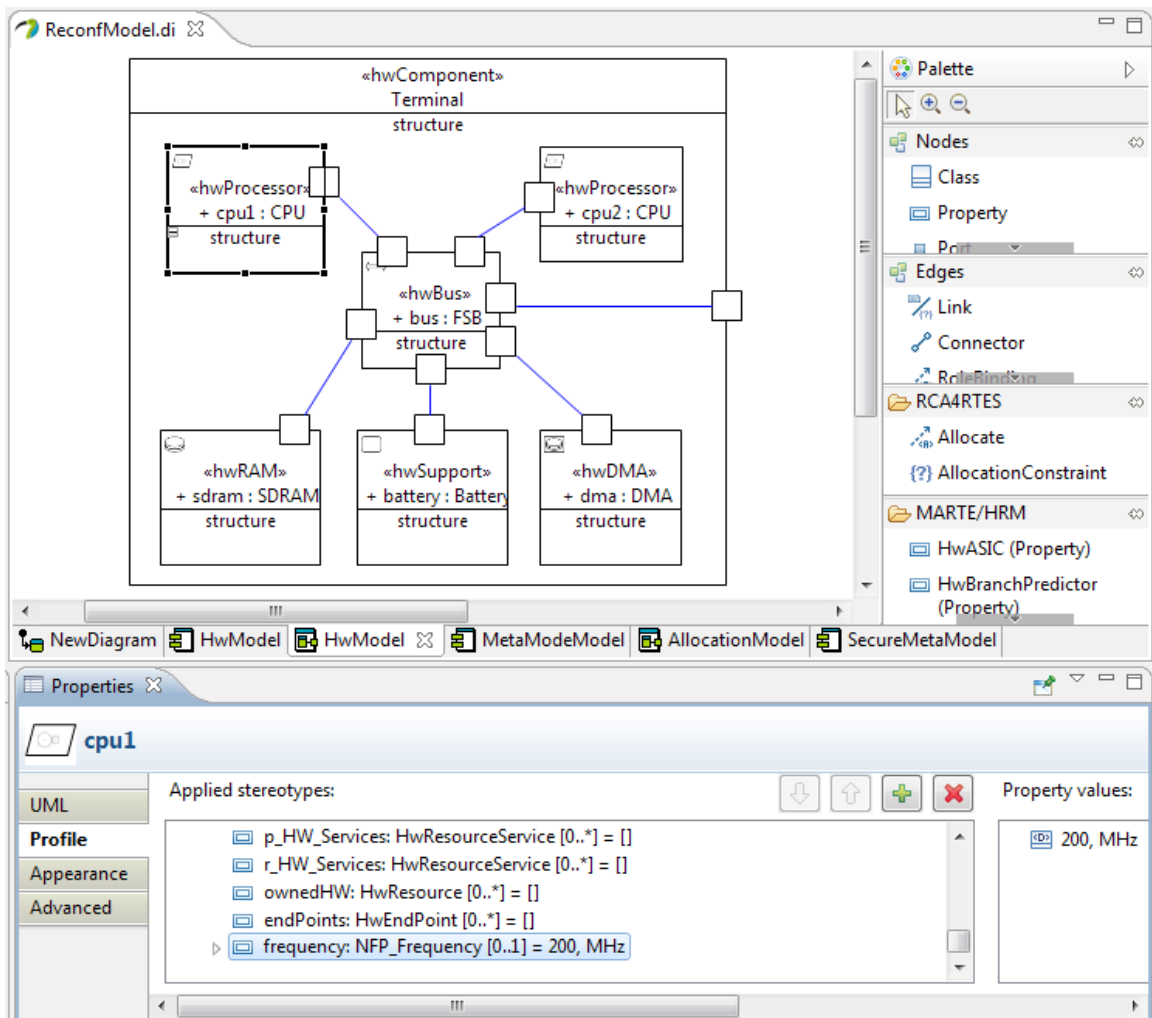 ReconfModel.di
«hwComponent»
Terminal
structure
«hwProcessor»
+ cpu1 : CPU
structure
«hwProcessor»
+ cpu2 : CPU
structure
«hwBus»
+ bus : FSB
structure
«hwRAM»
+ sdram : SDRAM
structure
«hwSupport»
+ battery : Battery
structure
«hwDMA»
+ dma : DMA
structure
Palette
Nodes
Class
Property
Port
Edges
Link
Connector
RoleBinding
RCA4RTES
Allocate
{?} AllocationConstraint
MARTE/HRM
HwASIC (Property)
HwBranchPredictor
(Property)
NewDiagram HwModel HwModel MetaModeModel AllocationModel SecureMetaModel
Properties
cpu1
UML
Profile
Appearance
Advanced
Applied stereotypes:
p_HW_Services: HwResourceService [0..*] = []
r_HW_Services: HwResourceService [0..*] = []
ownedHW: HwResource [0..*] = []
endPoints: HwEndPoint [0..*] = []
frequency: NFP_Frequency [0..1] = 200, MHz
Property values:
<D> 200, MHz